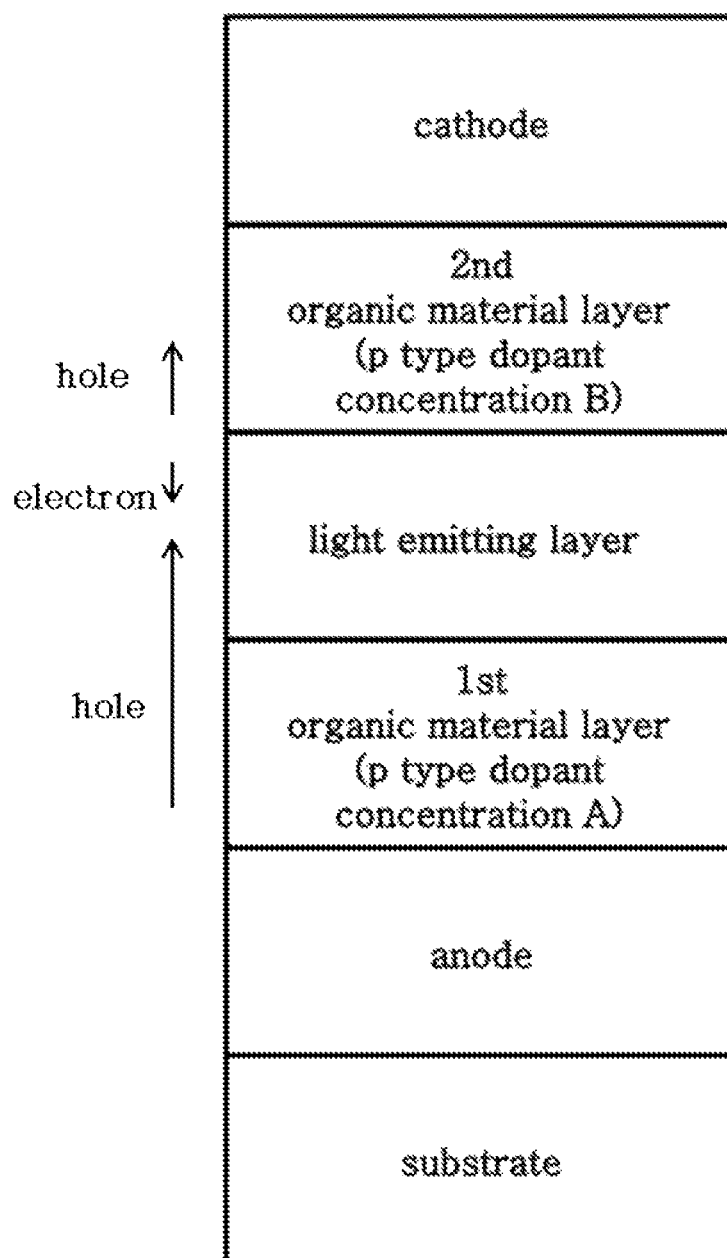 cathode
2nd
organic material layer
(p type dopant
concentration B)
hole
electron
light emitting layer
hole
1st
organic material layer
(p type dopant
concentration A)
anode
substrate